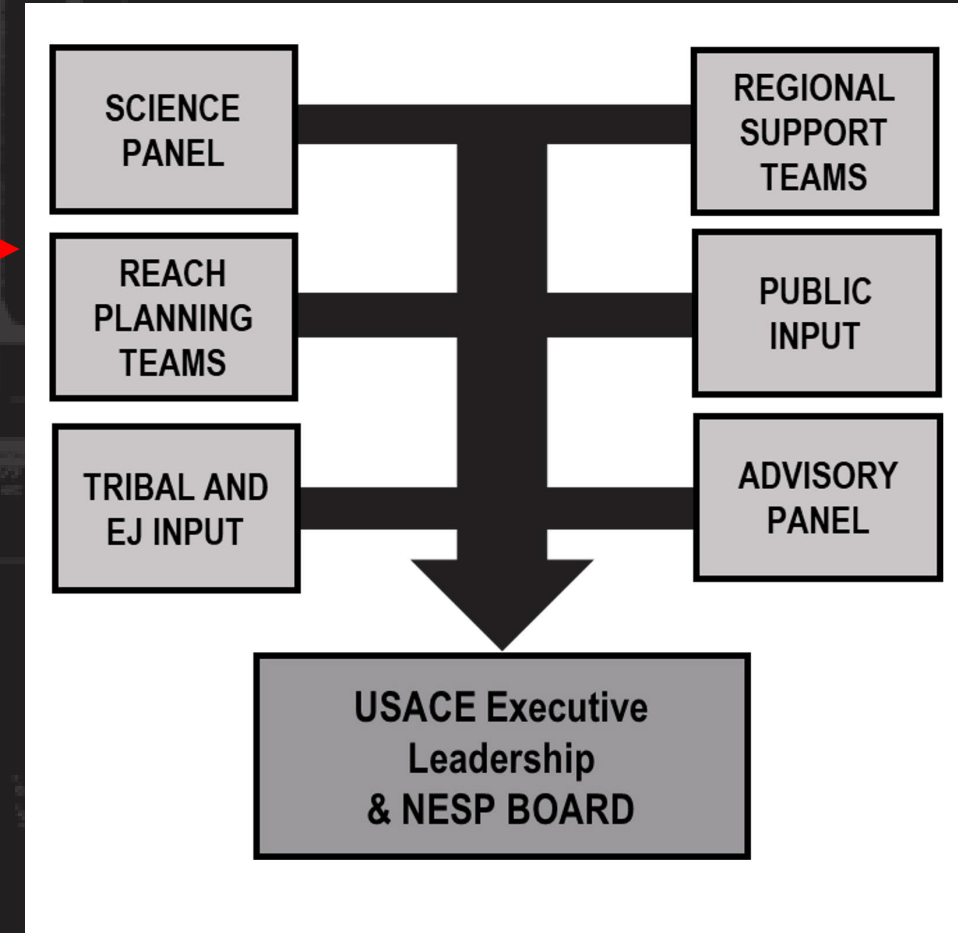 SCIENCE
PANEL
REGIONAL
SUPPORT
TEAMS
REACH
PLANNING
TEAMS
PUBLIC
INPUT
TRIBAL AND
EJ INPUT
ADVISORY
PANEL
USACE Executive
Leadership
& NESP BOARD